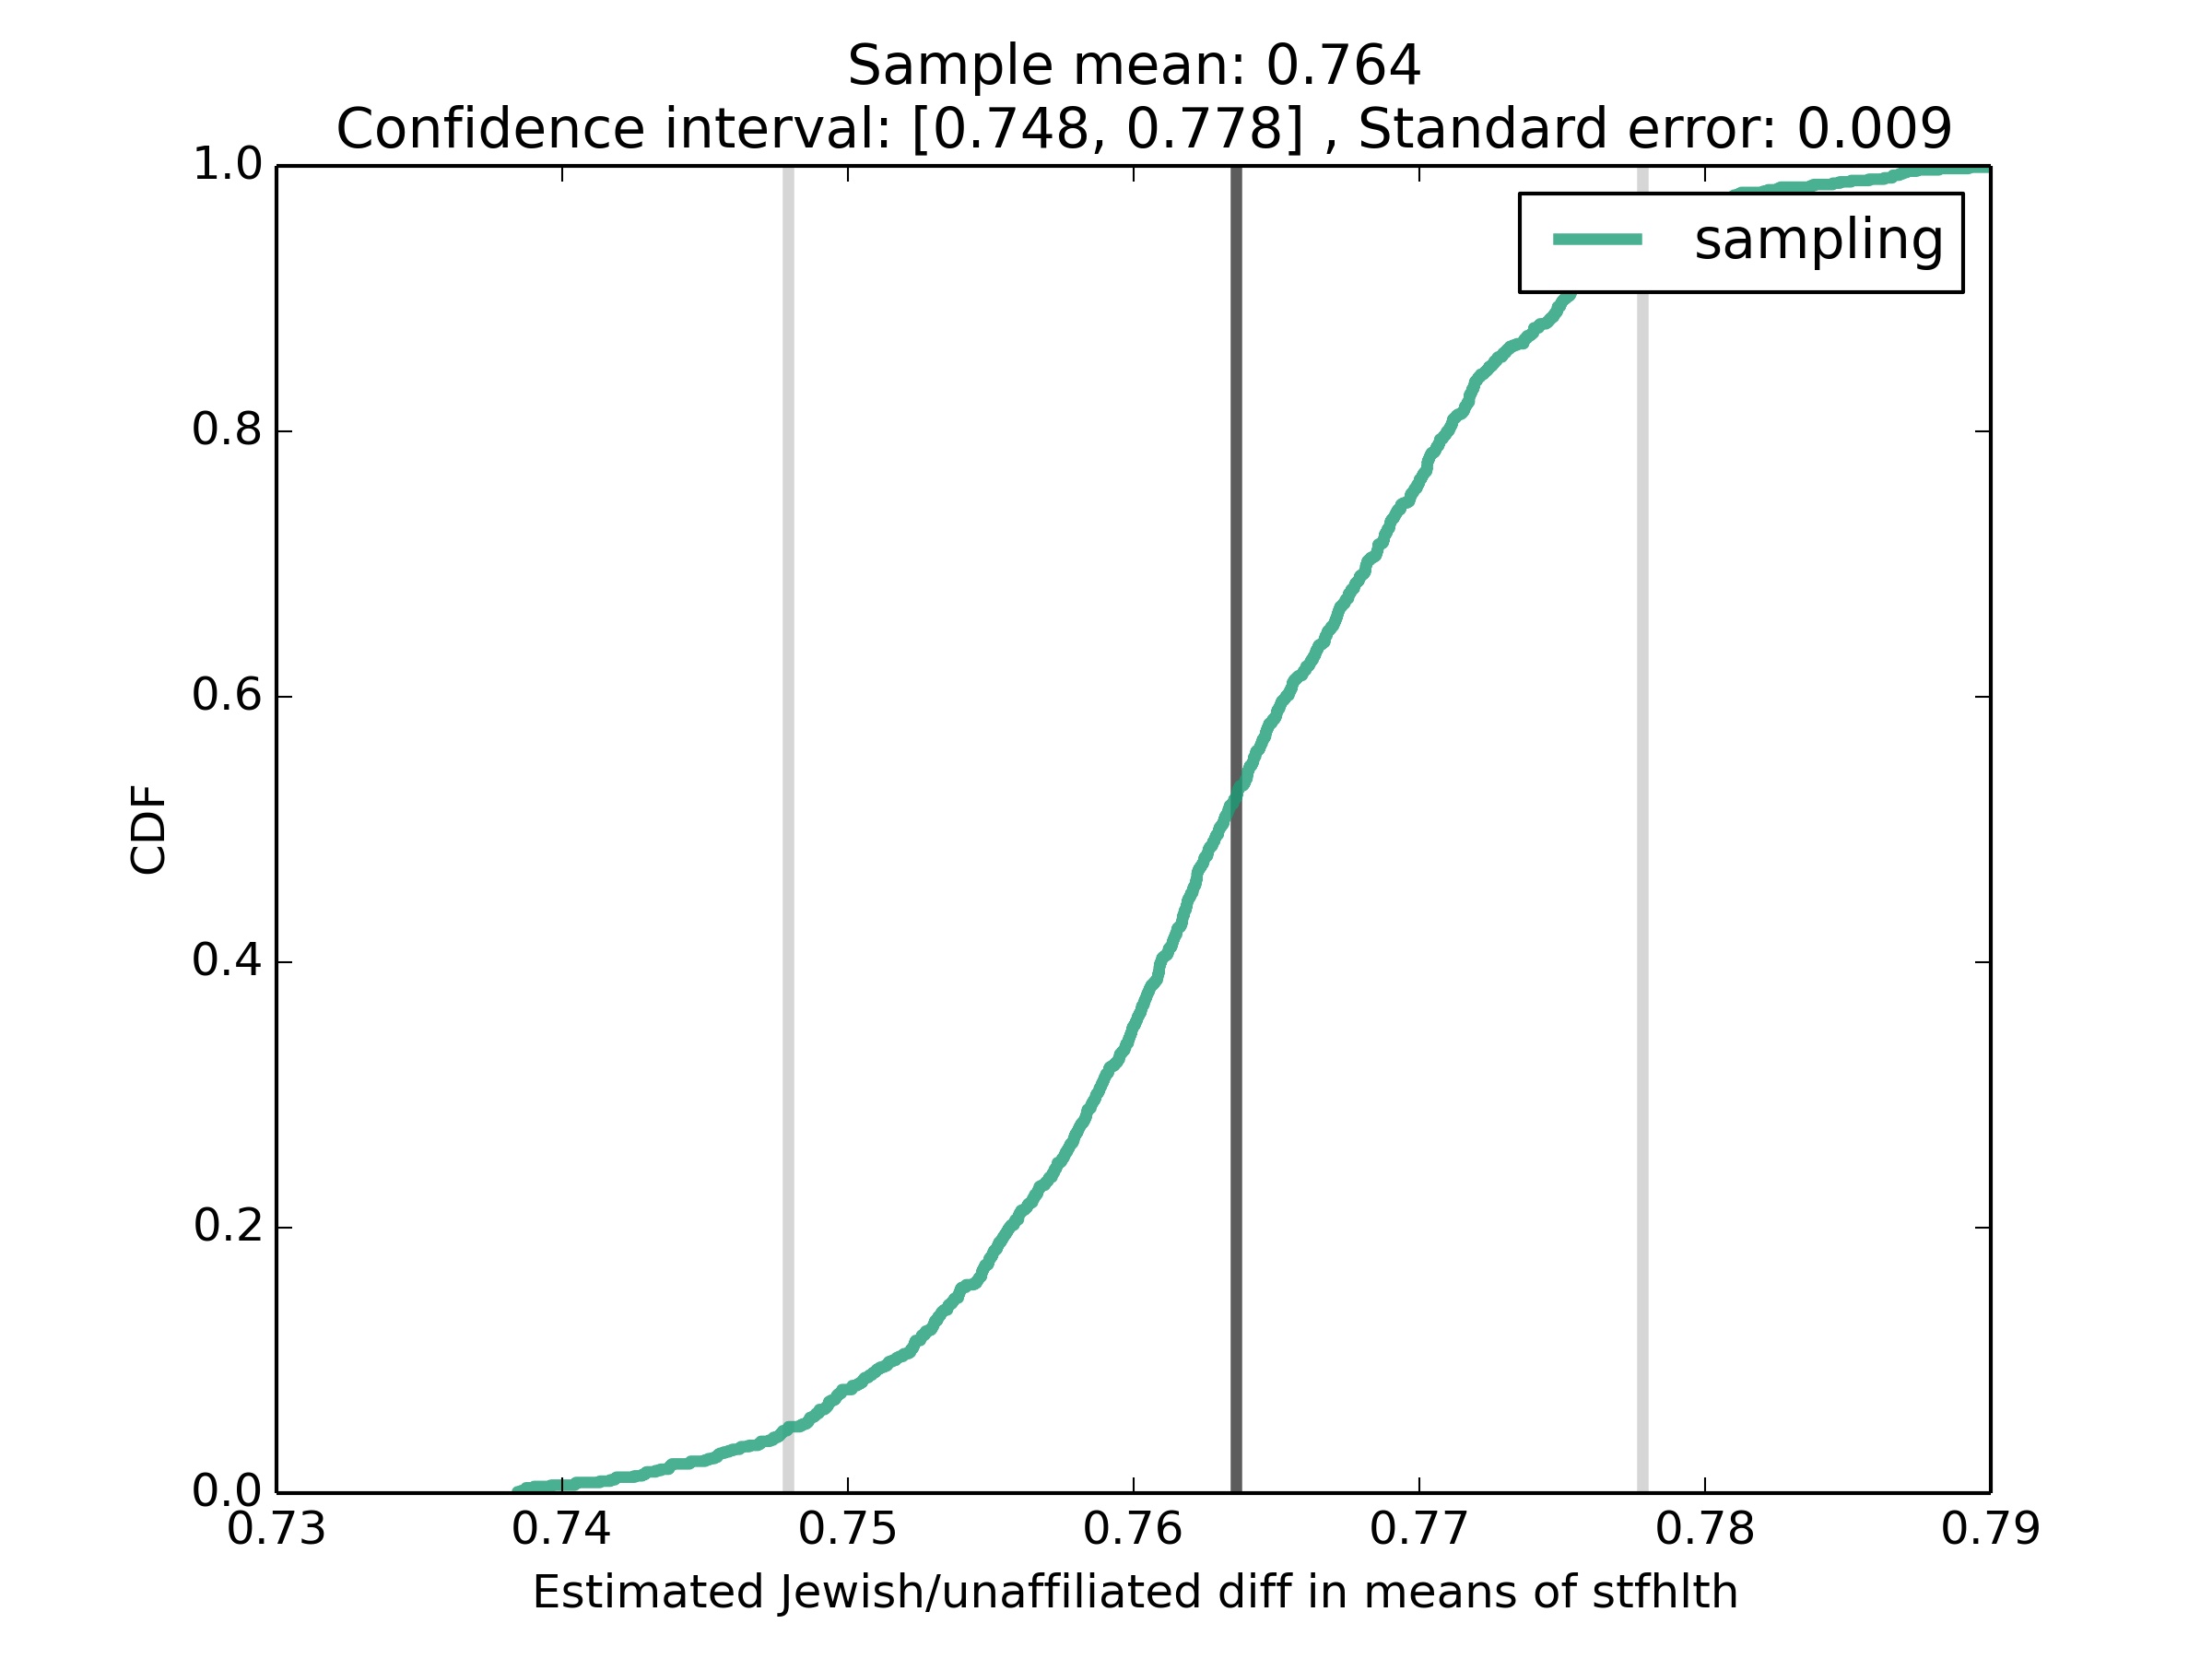 Sample mean: 0.764
Confidence interval: [0.748, 0.778] , Standard error: 0.009
1.0
sampling
0.8
0.6
CDF
0.4
0.2
0.0
0.73 0.74 0.75 0.76 0.77 0.78 0.79
Estimated Jewish/unaffiliated diff in means of stfhlth